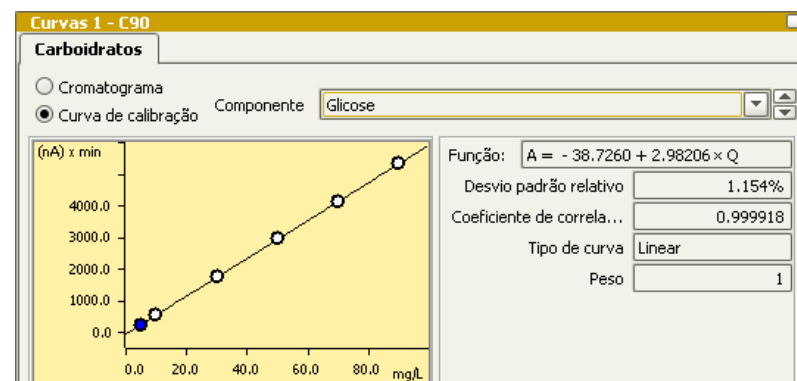 Curvas 1 - C90
Carboidratos
Cromatograma
Curva de calibração
Componente
Glicose
(nA) x min
4000.0
3000.0
2000.0
1000.0
0.0
0.0 20.0 40.0 60.0 80.0 mg/L
Função: A = - 38.7260 + 2.98206 × Q
Desvio padrão relativo 1.154%
Coeficiente de correla... 0.999918
Tipo de curva Linear
Peso 1